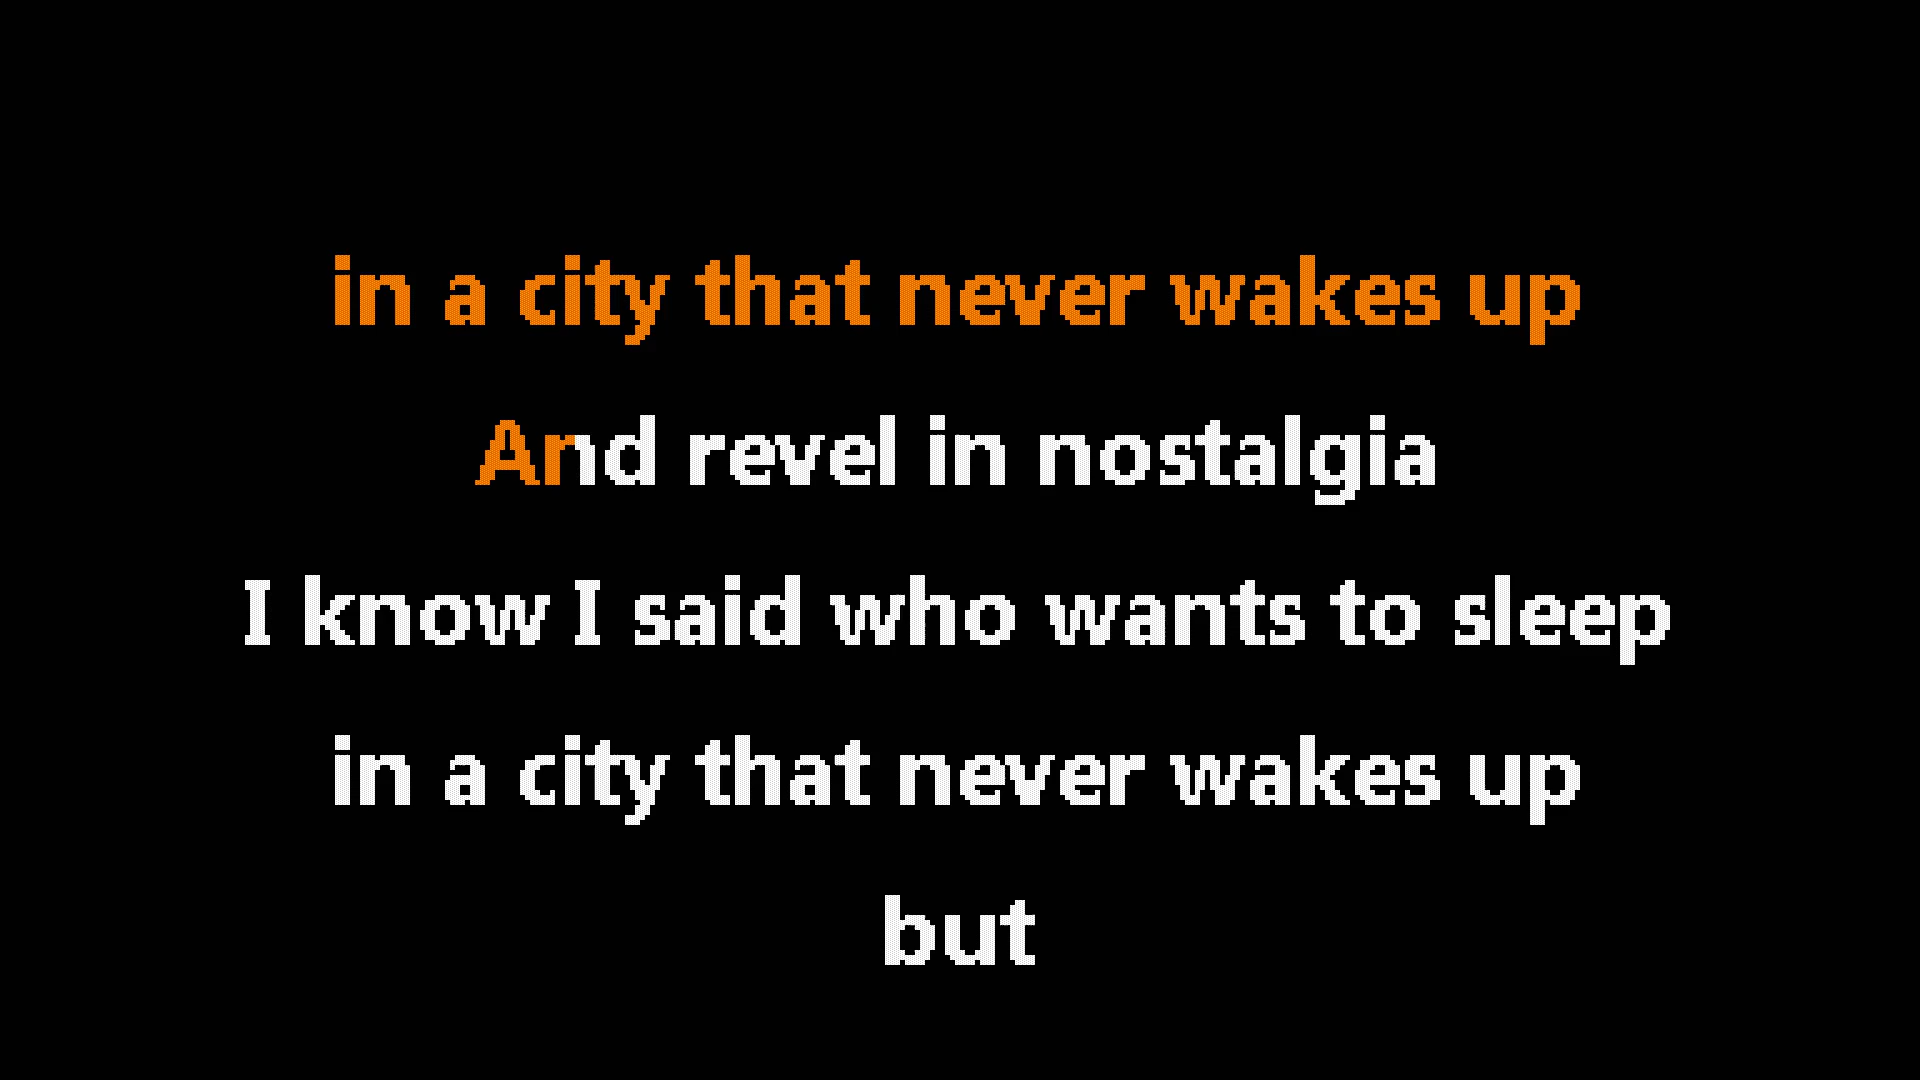 in a city that never wakes up
And revel in nostalgia
I know I said who wants to sleep
in a city that never wakes up
but